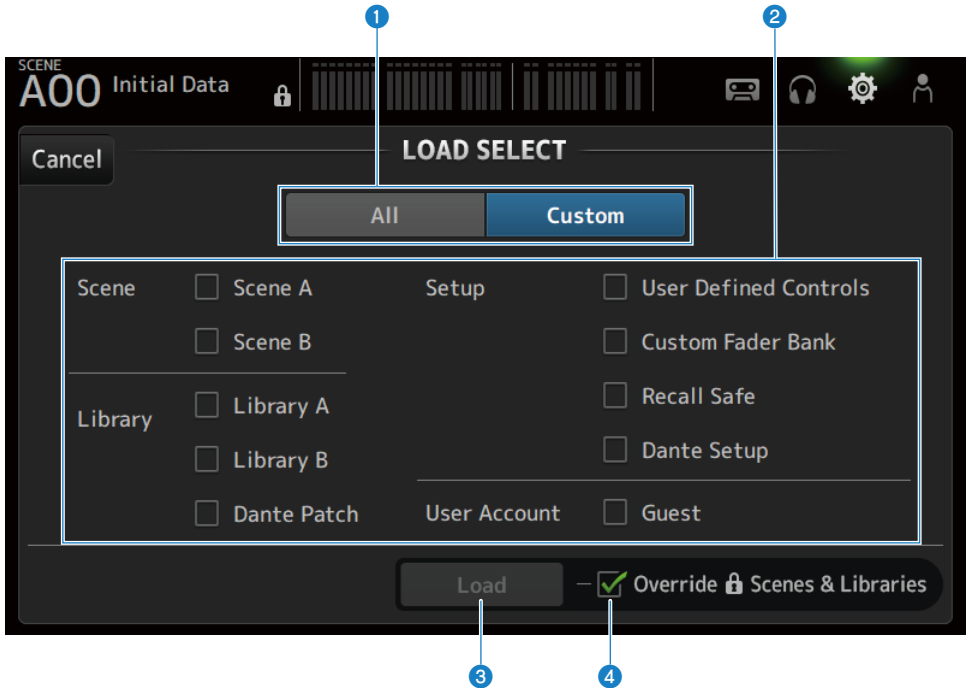 1 2
SCENE
A00 Initial Data
Cancel LOAD SELECT
All Custom
Scene Scene A Setup User Defined Controls
Scene B Custom Fader Bank
Library Library A Recall Safe
Library B Dante Setup
Dante Patch User Account Guest
Load Override Scenes & Libraries
3 4